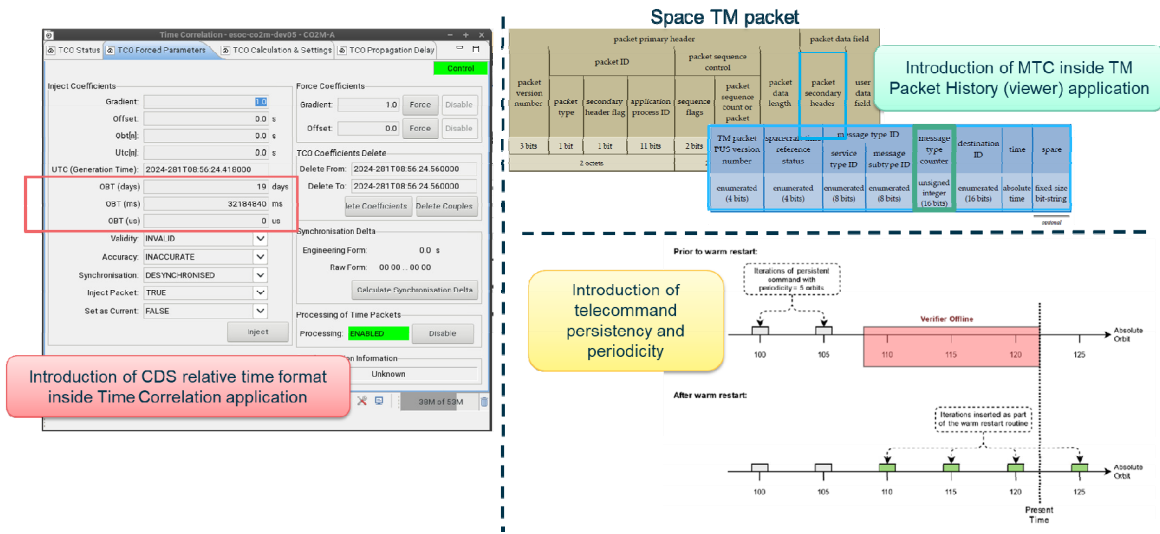 Time Correlation - esoc-co2m-dev05 - CO2M-A
TCO Status
TCO Forced Parameters
TCO Calculation & Settings
TCO Propagation Delay
Control
Inject Coefficients
Gradient: 1.0
Offset: 0.0 s
Obt[n]: 0.0 s
Utc[n]: 0.0 s
UTC (Generation Time): 2024-281T08:56:24.418000
OBT (days) 19 days
OBT (ms) 32184840 ms
OBT (us) 0 us
Validity: INVALID
Accuracy: INACCURATE
Synchronisation: DESYNCHRONISED
Inject Packet: TRUE
Set as Current: FALSE
Inject
Force Coefficients
Gradient: 1.0 Force Disable
Offset: 0.0 Force Disable
TCO Coefficients Delete
Delete From: 2024-281T08:56:24.560000
Delete To: 2024-281T08:56:24.560000
lete Coefficients Delete Couples
Synchronisation Delta
Engineering Form: 0.0 s
Raw Form: 00 00 .. 00 00
Calculate Synchronisation Delta
Processing of Time Packets
Processing: ENABLED Disable
on Information
Unknown
38M of 53M
Introduction of CDS relative time format
inside Time Correlation application
Space TM packet
packet primary header
packet data field
packet version number
packet ID
packet sequence control
packet data length
packet secondary header
user data field
packet type
secondary header flag
application process ID
sequence flags
packet sequence count or packet
3 bits
1 bit
1 bit
11 bits
2 bits
2 octets
Introduction of MTC inside TM
Packet History (viewer) application
TM packet PUS version number
spacecraft time reference status
message type ID
service type ID
message subtype ID
message type counter
destination ID
time
space
enumerated (4 bits)
enumerated (4 bits)
enumerated (8 bits)
enumerated (8 bits)
unsigned integer (16 bits)
enumerated (16 bits)
absolute time
fixed size bit-string
optional
Introduction of
telecommand
persistency and
periodicity
Prior to warm restart:
Iterations of persistent
command with
periodicity = 5 orbits
Verifier Offline
100 105 110 115 120 125
Absolute
Orbit
After warm restart:
Iterations inserted as part
of the warm restart routine
100 105 110 115 120 125
Absolute
Orbit
Present
Time